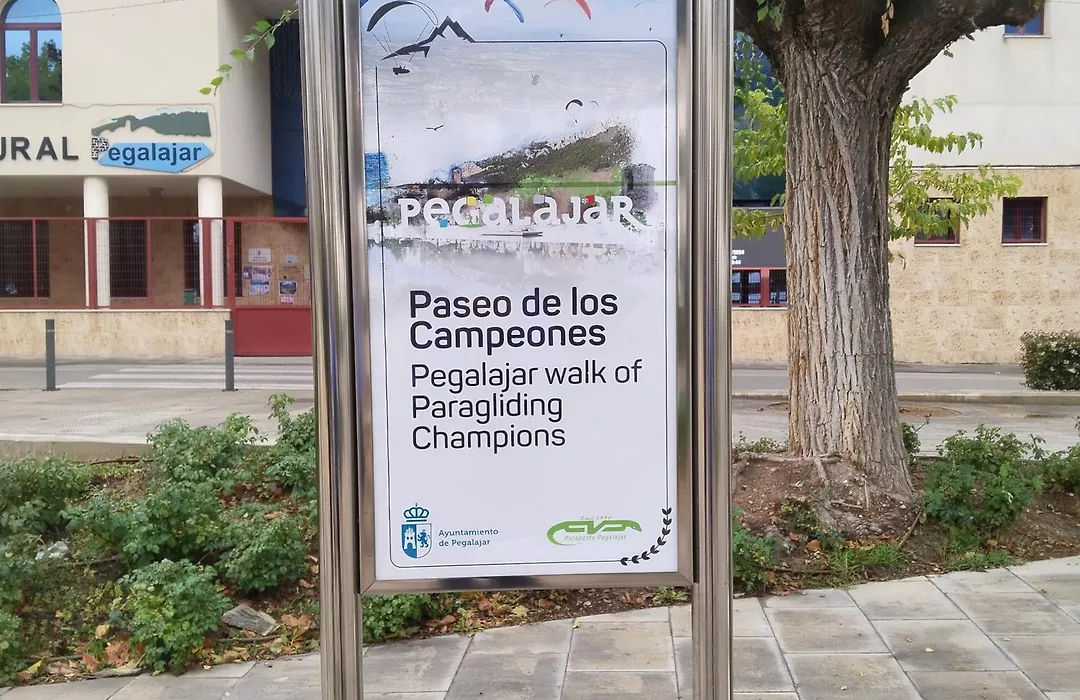 URAL Pegalajar
PEGALAJAR
Paseo de los
Campeones
Pegalajar walk of
Paragliding
Champions
Ayuntamiento
de Pegalajar
Parapente Pegalajar